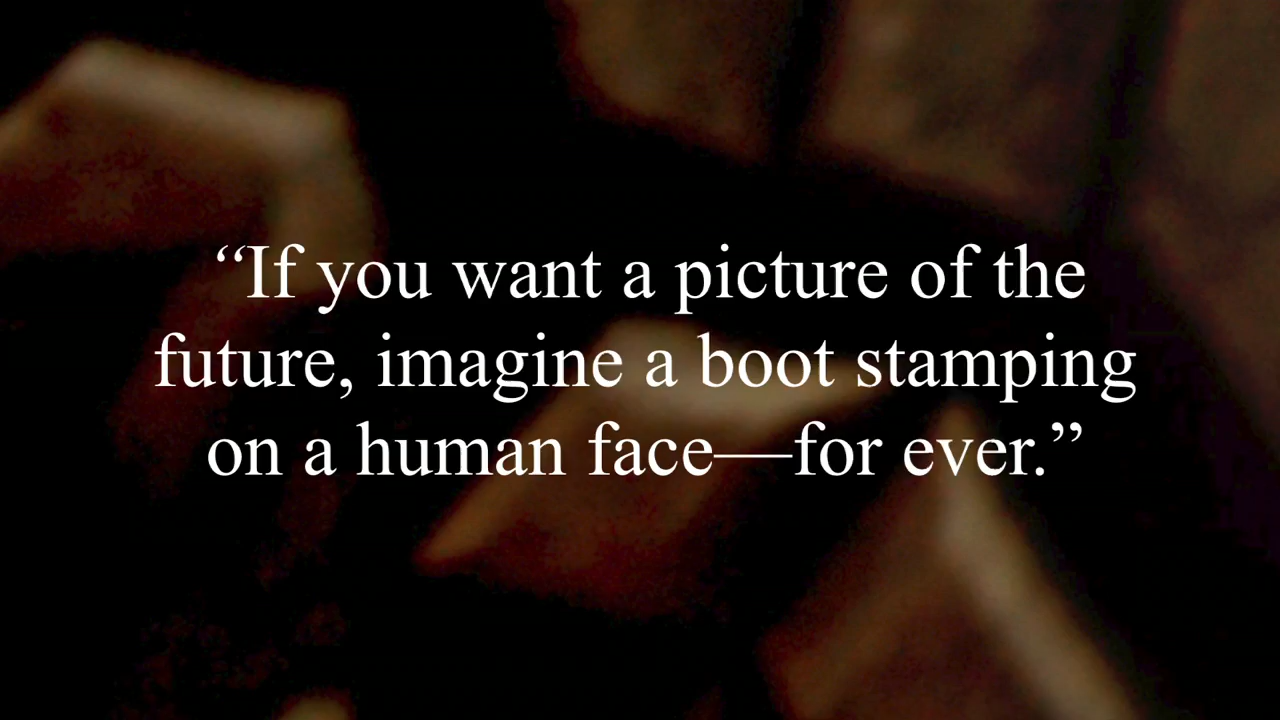 “If you want a picture of the
future, imagine a boot stamping
on a human face—for ever.”